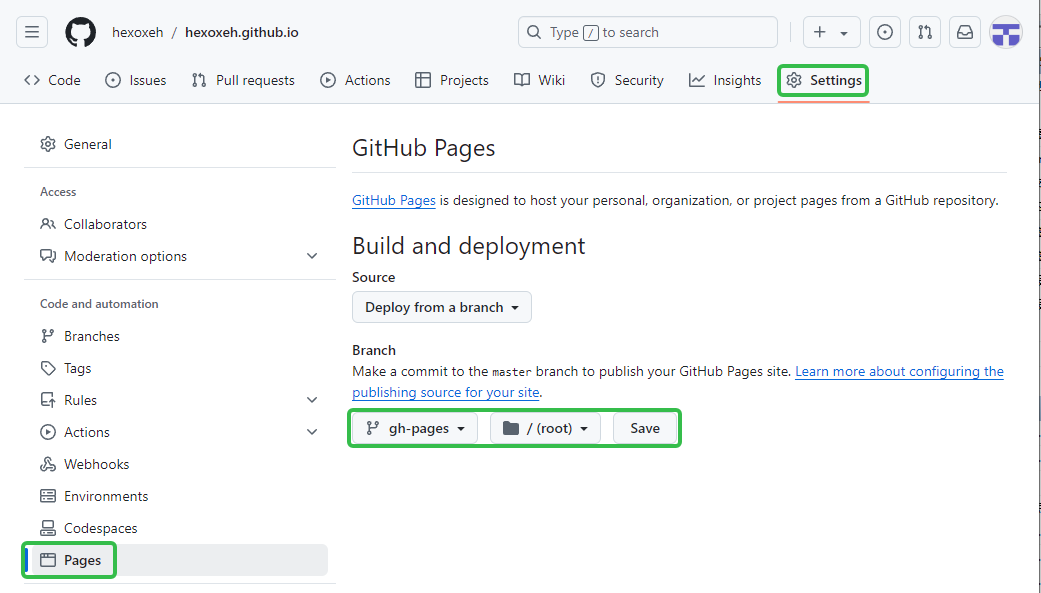 hexoxeh / hexoxeh.github.io
Type / to search
Code
Issues
Pull requests
Actions
Projects
Wiki
Security
Insights
Settings
General
Access
Collaborators
Moderation options
Code and automation
Branches
Tags
Rules
Actions
Webhooks
Environments
Codespaces
Pages
GitHub Pages
GitHub Pages is designed to host your personal, organization, or project pages from a GitHub repository.
Build and deployment
Source
Deploy from a branch
Branch
Make a commit to the master branch to publish your GitHub Pages site. Learn more about configuring the
publishing source for your site.
gh-pages
/ (root)
Save